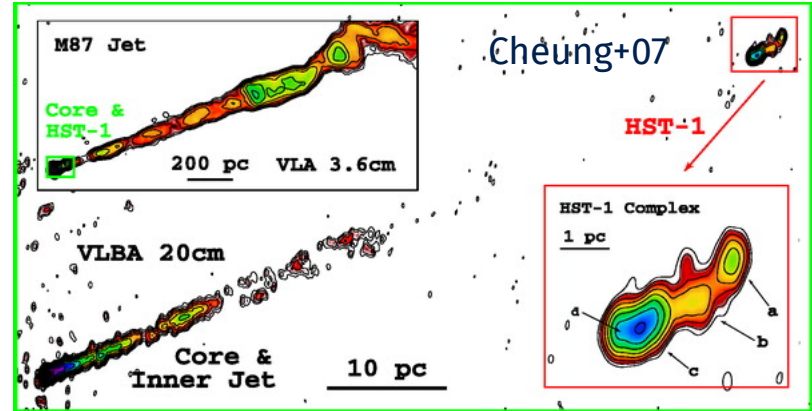 M87 Jet
Cheung+07
Core &
HST-1
200 pc
VLA 3.6cm
HST-1
VLBA 20cm
HST-1 Complex
1 pc
a
d
b
c
Core &
Inner Jet
10 pc